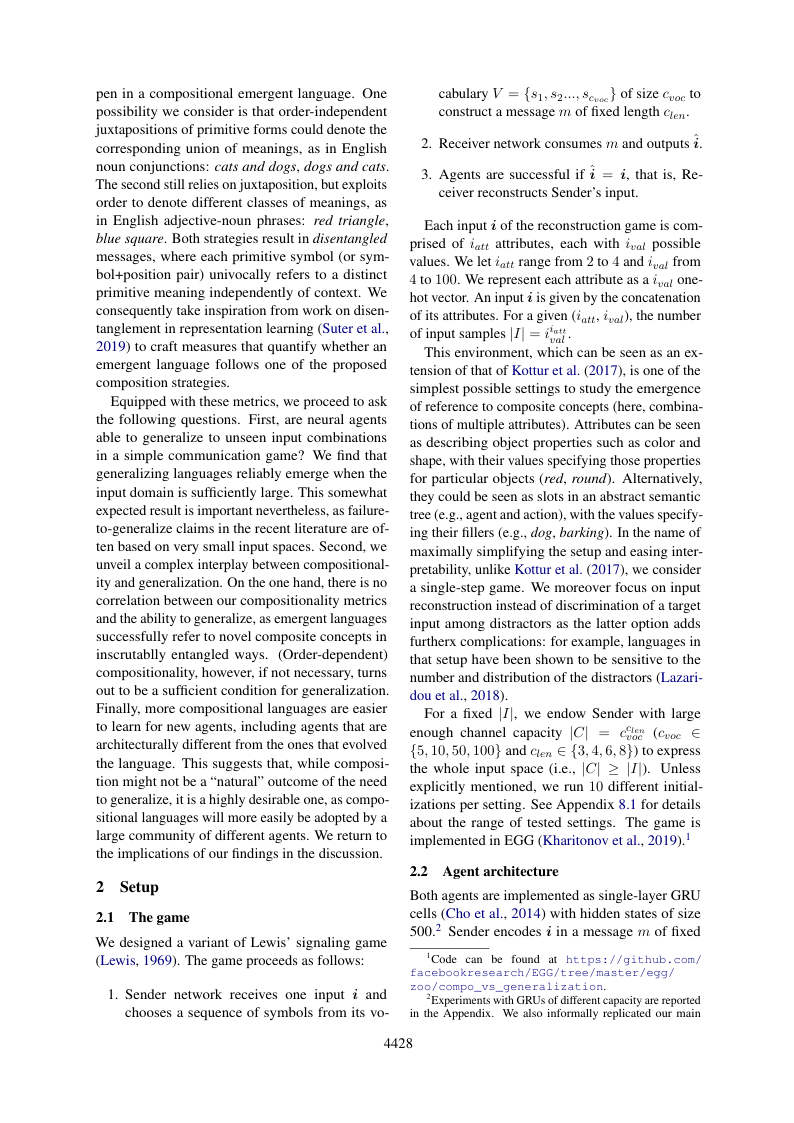 pen in a compositional emergent language. One
possibility we consider is that order-independent
juxtapositions of primitive forms could denote the
corresponding union of meanings, as in English
noun conjunctions: cats and dogs, dogs and cats.
The second still relies on juxtaposition, but exploits
order to denote different classes of meanings, as
in English adjective-noun phrases: red triangle,
blue square. Both strategies result in disentangled
messages, where each primitive symbol (or sym-
bol+position pair) univocally refers to a distinct
primitive meaning independently of context. We
consequently take inspiration from work on disen-
tanglement in representation learning (Suter et al.,
2019) to craft measures that quantify whether an
emergent language follows one of the proposed
composition strategies.
Equipped with these metrics, we proceed to ask
the following questions. First, are neural agents
able to generalize to unseen input combinations
in a simple communication game? We find that
generalizing languages reliably emerge when the
input domain is sufficiently large. This somewhat
expected result is important nevertheless, as failure-
to-generalize claims in the recent literature are of-
ten based on very small input spaces. Second, we
unveil a complex interplay between compositional-
ity and generalization. On the one hand, there is no
correlation between our compositionality metrics
and the ability to generalize, as emergent languages
successfully refer to novel composite concepts in
inscrutablly entangled ways. (Order-dependent)
compositionality, however, if not necessary, turns
out to be a sufficient condition for generalization.
Finally, more compositional languages are easier
to learn for new agents, including agents that are
architecturally different from the ones that evolved
the language. This suggests that, while composi-
tion might not be a “natural” outcome of the need
to generalize, it is a highly desirable one, as compo-
sitional languages will more easily be adopted by a
large community of different agents. We return to
the implications of our findings in the discussion.
2 Setup
2.1 The game
We designed a variant of Lewis’ signaling game
(Lewis, 1969). The game proceeds as follows:
1. Sender network receives one input i and
chooses a sequence of symbols from its vo-
cabulary V = {s_1, s_2..., s_{c_{voc}}} of size c_{voc} to
construct a message m of fixed length c_{len}.
2. Receiver network consumes m and outputs î.
3. Agents are successful if î = i, that is, Re-
ceiver reconstructs Sender’s input.
Each input i of the reconstruction game is com-
prised of i_{att} attributes, each with i_{val} possible
values. We let i_{att} range from 2 to 4 and i_{val} from
4 to 100. We represent each attribute as a i_{val} one-
hot vector. An input i is given by the concatenation
of its attributes. For a given (i_{att}, i_{val}), the number
of input samples |I| = i_{val}^{i_{att}}.
This environment, which can be seen as an ex-
tension of that of Kottur et al. (2017), is one of the
simplest possible settings to study the emergence
of reference to composite concepts (here, combina-
tions of multiple attributes). Attributes can be seen
as describing object properties such as color and
shape, with their values specifying those properties
for particular objects (red, round). Alternatively,
they could be seen as slots in an abstract semantic
tree (e.g., agent and action), with the values specify-
ing their fillers (e.g., dog, barking). In the name of
maximally simplifying the setup and easing inter-
pretability, unlike Kottur et al. (2017), we consider
a single-step game. We moreover focus on input
reconstruction instead of discrimination of a target
input among distractors as the latter option adds
furtherx complications: for example, languages in
that setup have been shown to be sensitive to the
number and distribution of the distractors (Lazari-
dou et al., 2018).
For a fixed |I|, we endow Sender with large
enough channel capacity |C| = c_{voc}^{c_{len}} (c_{voc} ∈
{5, 10, 50, 100} and c_{len} ∈ {3, 4, 6, 8}) to express
the whole input space (i.e., |C| ≥ |I|). Unless
explicitly mentioned, we run 10 different initial-
izations per setting. See Appendix 8.1 for details
about the range of tested settings. The game is
implemented in EGG (Kharitonov et al., 2019).¹
2.2 Agent architecture
Both agents are implemented as single-layer GRU
cells (Cho et al., 2014) with hidden states of size
500.² Sender encodes i in a message m of fixed
¹Code can be found at https://github.com/
facebookresearch/EGG/tree/master/egg/
zoo/compo_vs_generalization.
²Experiments with GRUs of different capacity are reported
in the Appendix. We also informally replicated our main
4428